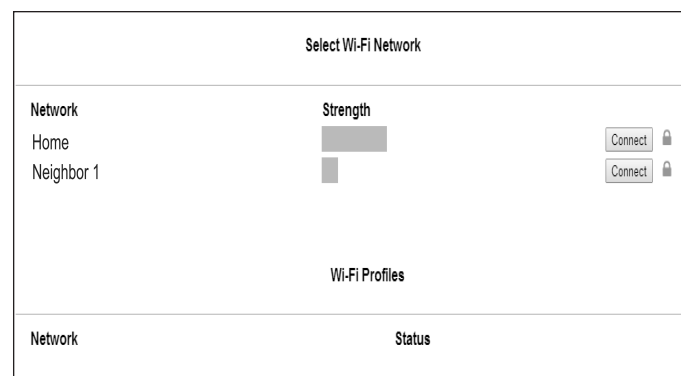 Select Wi-Fi Network
Network Strength
Home Connect
Neighbor 1 Connect
Wi-Fi Profiles
Network Status